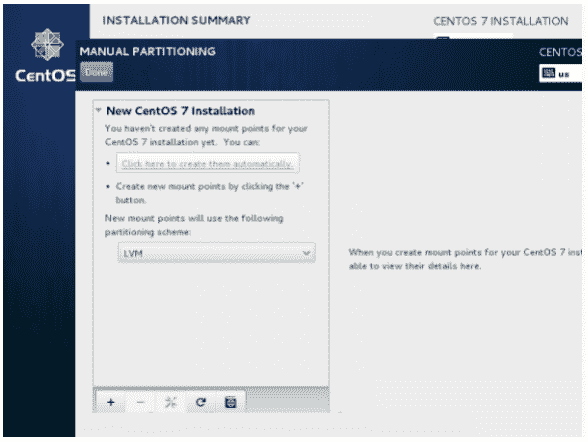 INSTALLATION SUMMARY
CENTOS 7 INSTALLATION
MANUAL PARTITIONING
CENTOS
Done
us
CentOS
New CentOS 7 Installation
You haven't created any mount points for your
CentOS 7 installation yet. You can:
• Click here to create them automatically.
• Create new mount points by clicking the '+'
button.
New mount points will use the following
partitioning scheme:
LVM
When you create mount points for your CentOS 7 inst
able to view their details here.
+ -